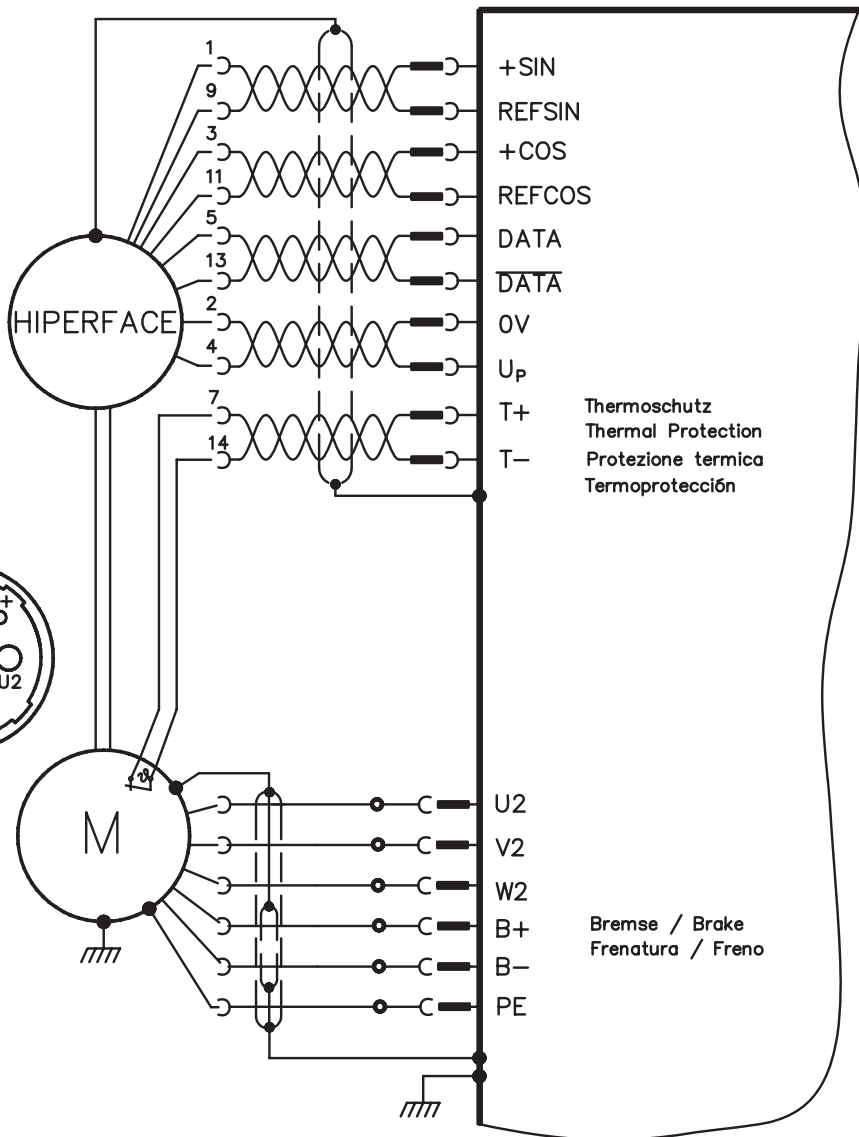 1 +SIN
9 REFSIN
3 +COS
11 REFCOS
5 DATA
13 DATA
HIPERFACE
2 0V
4 UP
7 T+
14 T−
Thermoschutz
Thermal Protection
Protezione termica
Termoprotección
+
U2
ϑ
M
U2
V2
W2
B+
B−
PE
Bremse / Brake
Frenatura / Freno